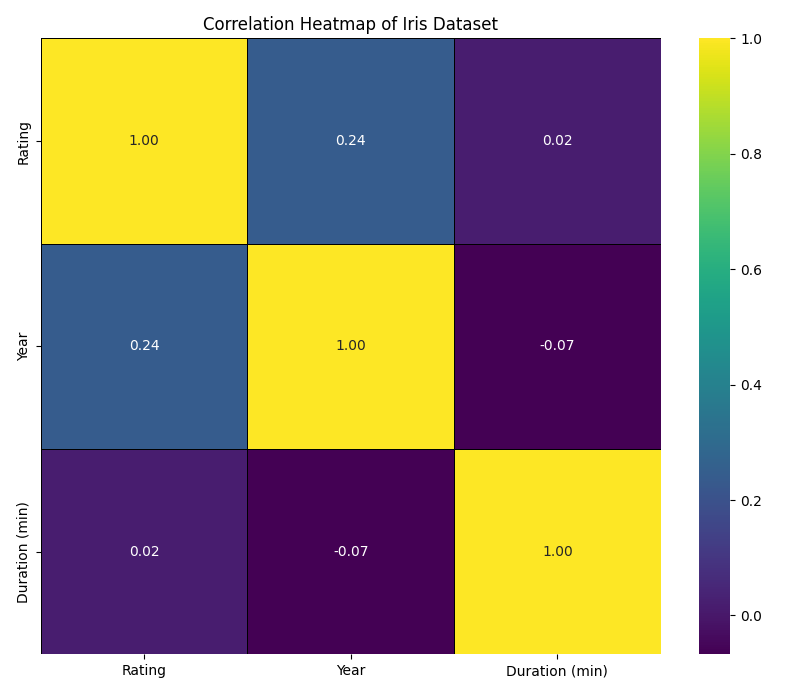 Correlation Heatmap of Iris Dataset
Rating
1.00
0.24
0.02
Year
0.24
1.00
-0.07
Duration (min)
0.02
-0.07
1.00
Rating
Year
Duration (min)
1.0
0.8
0.6
0.4
0.2
0.0